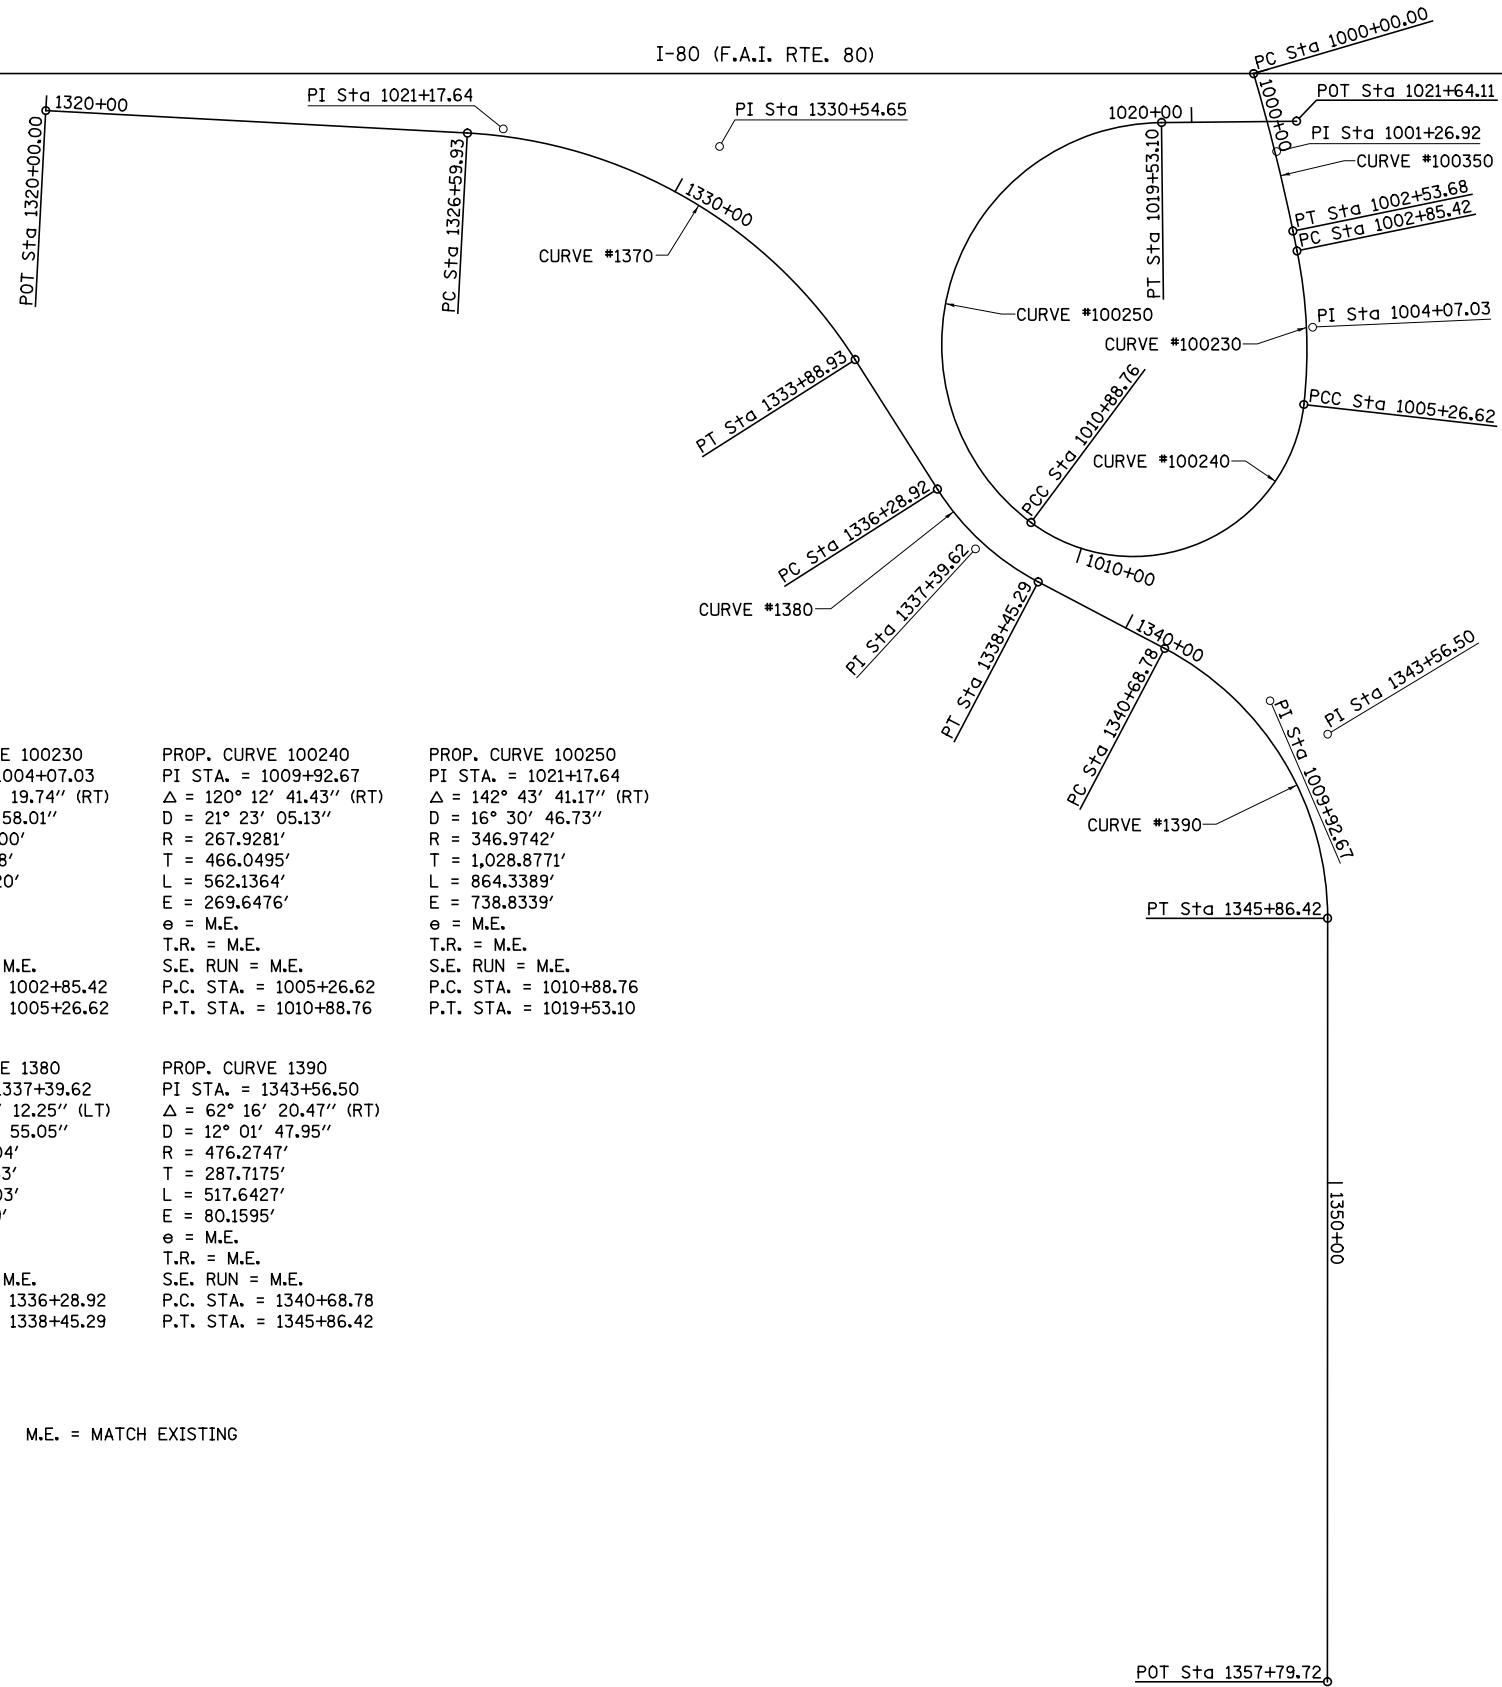 I-80 (F.A.I. RTE. 80)
PC Sta 1000+00.00
1320+00
PI Sta 1021+17.64
PI Sta 1330+54.65
1020+00
1000+00
POT Sta 1021+64.11
PI Sta 1001+26.92
CURVE #100350
POT Sta 1320+00.00
PC Sta 1326+59.93
1330+00
PT Sta 1019+53.10
PT Sta 1002+53.68
PC Sta 1002+85.42
CURVE #1370
CURVE #100250
PI Sta 1004+07.03
CURVE #100230
PT Sta 1333+88.93
PCC Sta 1010+88.76
PCC Sta 1005+26.62
CURVE #100240
PC Sta 1336+28.92
1010+00
PI Sta 1337+39.62
CURVE #1380
PT Sta 1338+45.29
1340+00
PC Sta 1340+68.78
PI Sta 1343+56.50
PI Sta 1009+92.67
CURVE #1390
PT Sta 1345+86.42
1350+00
POT Sta 1357+79.72
E 100230
1004+07.03
19.74″ (RT)
58.01″
00′
8′
20′
M.E.
1002+85.42
1005+26.62
PROP. CURVE 100240
PI STA. = 1009+92.67
Δ = 120° 12′ 41.43″ (RT)
D = 21° 23′ 05.13″
R = 267.9281′
T = 466.0495′
L = 562.1364′
E = 269.6476′
e = M.E.
T.R. = M.E.
S.E. RUN = M.E.
P.C. STA. = 1005+26.62
P.T. STA. = 1010+88.76
PROP. CURVE 100250
PI STA. = 1021+17.64
Δ = 142° 43′ 41.17″ (RT)
D = 16° 30′ 46.73″
R = 346.9742′
T = 1,028.8771′
L = 864.3389′
E = 738.8339′
e = M.E.
T.R. = M.E.
S.E. RUN = M.E.
P.C. STA. = 1010+88.76
P.T. STA. = 1019+53.10
E 1380
1337+39.62
′ 12.25″ (LT)
55.05″
04′
3′
03′
′
M.E.
1336+28.92
1338+45.29
PROP. CURVE 1390
PI STA. = 1343+56.50
Δ = 62° 16′ 20.47″ (RT)
D = 12° 01′ 47.95″
R = 476.2747′
T = 287.7175′
L = 517.6427′
E = 80.1595′
e = M.E.
T.R. = M.E.
S.E. RUN = M.E.
P.C. STA. = 1340+68.78
P.T. STA. = 1345+86.42
M.E. = MATCH EXISTING